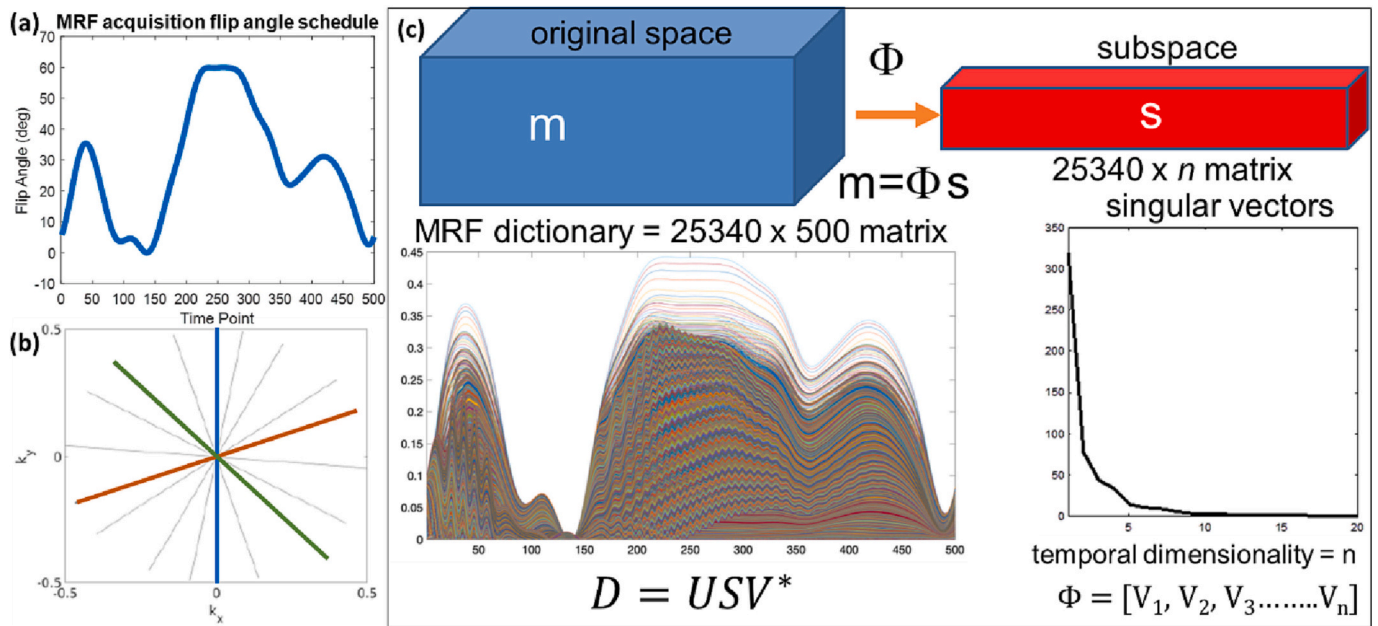 (a)
MRF acquisition flip angle schedule
70
60
50
40
30
20
10
0
-10
Flip Angle (deg)
0 50 100 150 200 250 300 350 400 450 500
Time Point
(b)
0.5
0
-0.5
k_y
-0.5 0 0.5
k_x
(c)
original space
m
Φ
m=Φs
subspace
s
25340 x n matrix
MRF dictionary = 25340 x 500 matrix
0.45
0.4
0.35
0.3
0.25
0.2
0.15
0.1
0.05
0
50 100 150 200 250 300 350 400 450 500
D = USV*
singular vectors
350
300
250
200
150
100
50
0
5 10 15 20
temporal dimensionality = n
Φ = [V₁, V₂, V₃........Vₙ]